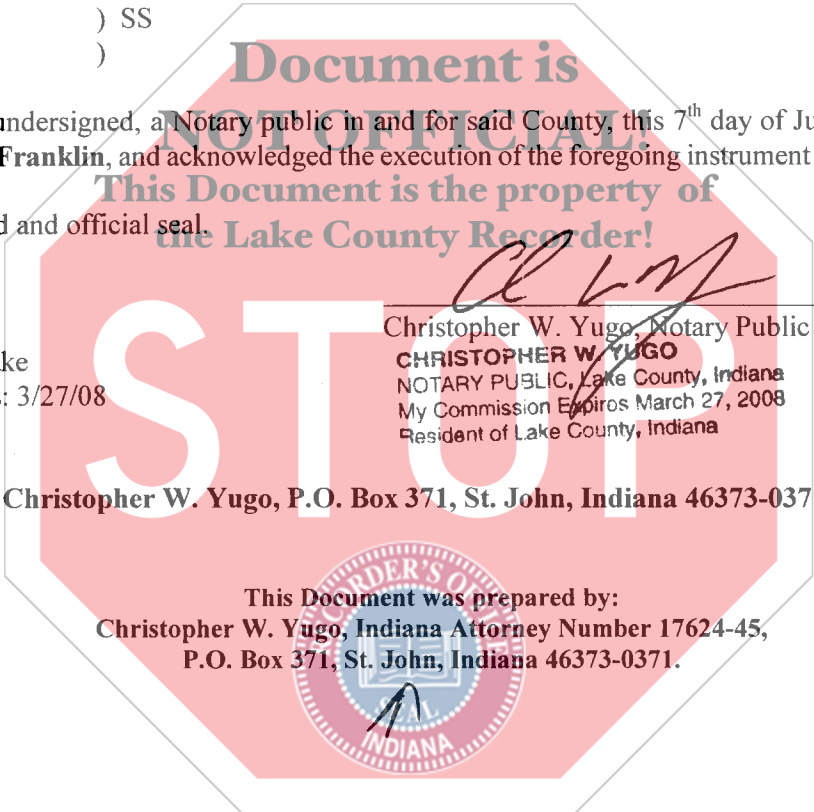 ) SS
)
Document is
NOT OFFICIAL!
undersigned, a Notary public in and for said County, this 7th day of Ju
Franklin, and acknowledged the execution of the foregoing instrument
This Document is the property of
d and official seal.
the Lake County Recorder!
Christopher W. Yugo, Notary Public
CHRISTOPHER W. YUGO
NOTARY PUBLIC, Lake County, Indiana
My Commission Expires March 27, 2008
Resident of Lake County, Indiana
ke
: 3/27/08
STOP
Christopher W. Yugo, P.O. Box 371, St. John, Indiana 46373-037
This Document was prepared by:
Christopher W. Yugo, Indiana Attorney Number 17624-45,
P.O. Box 371, St. John, Indiana 46373-0371.
RECORDER'S OFFICE
SEAL
INDIANA